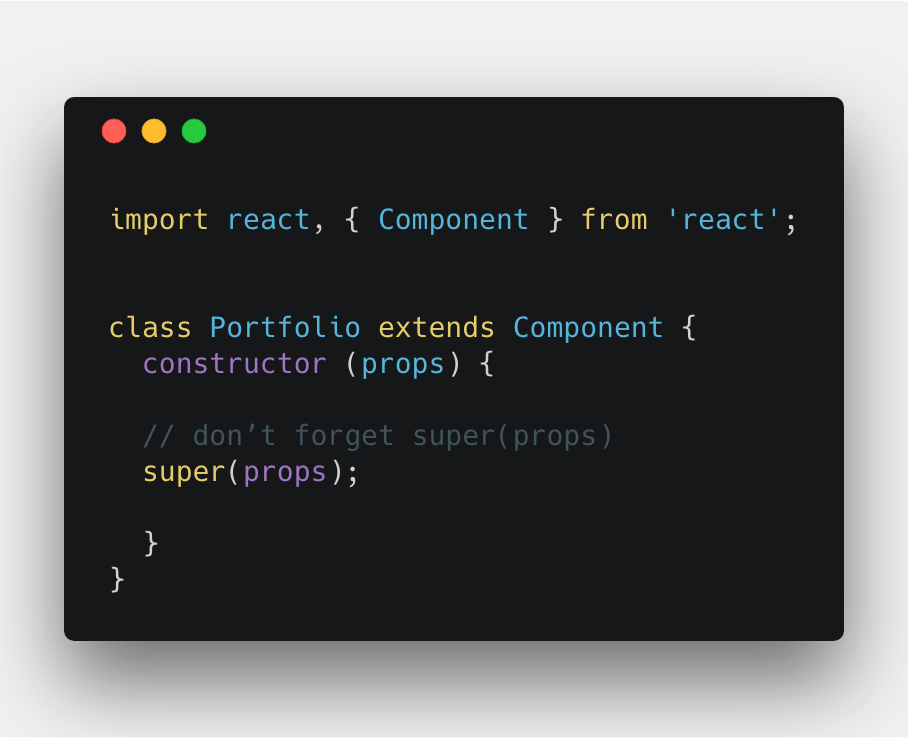 import react, { Component } from 'react';
class Portfolio extends Component {
constructor (props) {
// don’t forget super(props)
super(props);
}
}